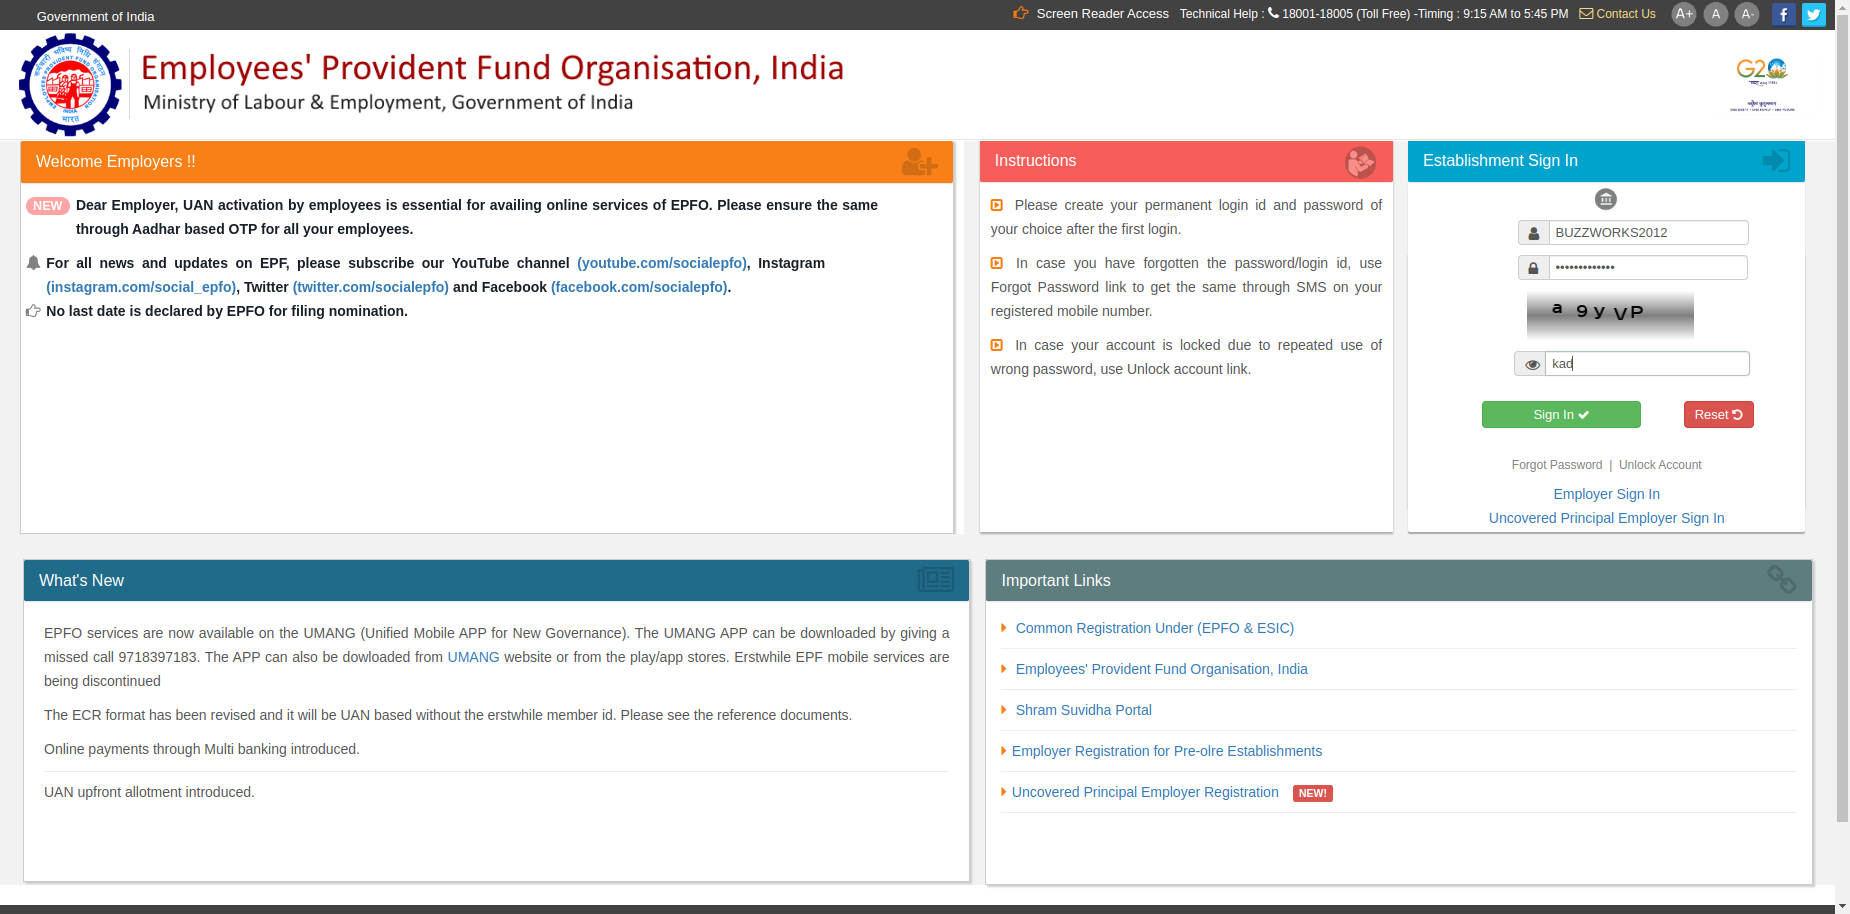 Government of India
Screen Reader Access Technical Help : 18001-18005 (Toll Free) -Timing : 9:15 AM to 5:45 PM Contact Us A+ A A-
Employees' Provident Fund Organisation, India
Ministry of Labour & Employment, Government of India
Welcome Employers !!
NEW Dear Employer, UAN activation by employees is essential for availing online services of EPFO. Please ensure the same
through Aadhar based OTP for all your employees.
For all news and updates on EPF, please subscribe our YouTube channel (youtube.com/socialepfo), Instagram
(instagram.com/social_epfo), Twitter (twitter.com/socialepfo) and Facebook (facebook.com/socialepfo).
No last date is declared by EPFO for filing nomination.
Instructions
Please create your permanent login id and password of
your choice after the first login.
In case you have forgotten the password/login id, use
Forgot Password link to get the same through SMS on your
registered mobile number.
In case your account is locked due to repeated use of
wrong password, use Unlock account link.
Establishment Sign In
BUZZWORKS2012
•••••••••••••
a 9 y V P
kad
Sign In Reset
Forgot Password | Unlock Account
Employer Sign In
Uncovered Principal Employer Sign In
What's New
EPFO services are now available on the UMANG (Unified Mobile APP for New Governance). The UMANG APP can be downloaded by giving a
missed call 9718397183. The APP can also be dowloaded from UMANG website or from the play/app stores. Erstwhile EPF mobile services are
being discontinued
The ECR format has been revised and it will be UAN based without the erstwhile member id. Please see the reference documents.
Online payments through Multi banking introduced.
UAN upfront allotment introduced.
Important Links
Common Registration Under (EPFO & ESIC)
Employees' Provident Fund Organisation, India
Shram Suvidha Portal
Employer Registration for Pre-olre Establishments
Uncovered Principal Employer Registration NEW!